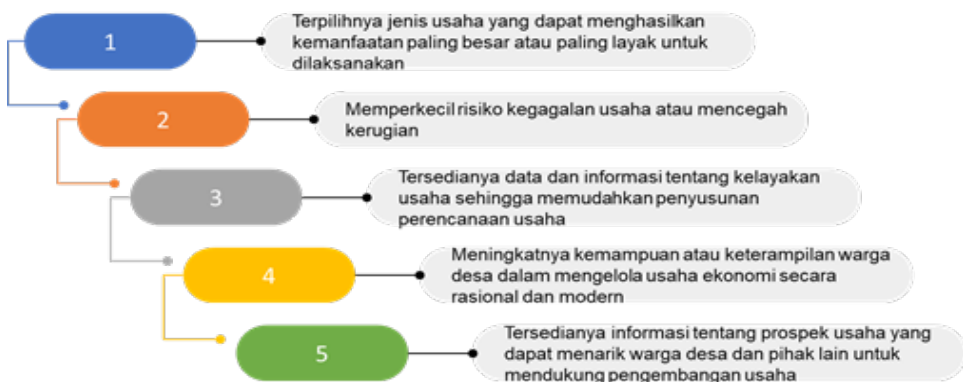 1
Terpilihnya jenis usaha yang dapat menghasilkan
kemanfaatan paling besar atau paling layak untuk
dilaksanakan
2
Memperkecil risiko kegagalan usaha atau mencegah
kerugian
3
Tersedianya data dan informasi tentang kelayakan
usaha sehingga memudahkan penyusunan
perencanaan usaha
4
Meningkatnya kemampuan atau keterampilan warga
desa dalam mengelola usaha ekonomi secara
rasional dan modern
5
Tersedianya informasi tentang prospek usaha yang
dapat menarik warga desa dan pihak lain untuk
mendukung pengembangan usaha